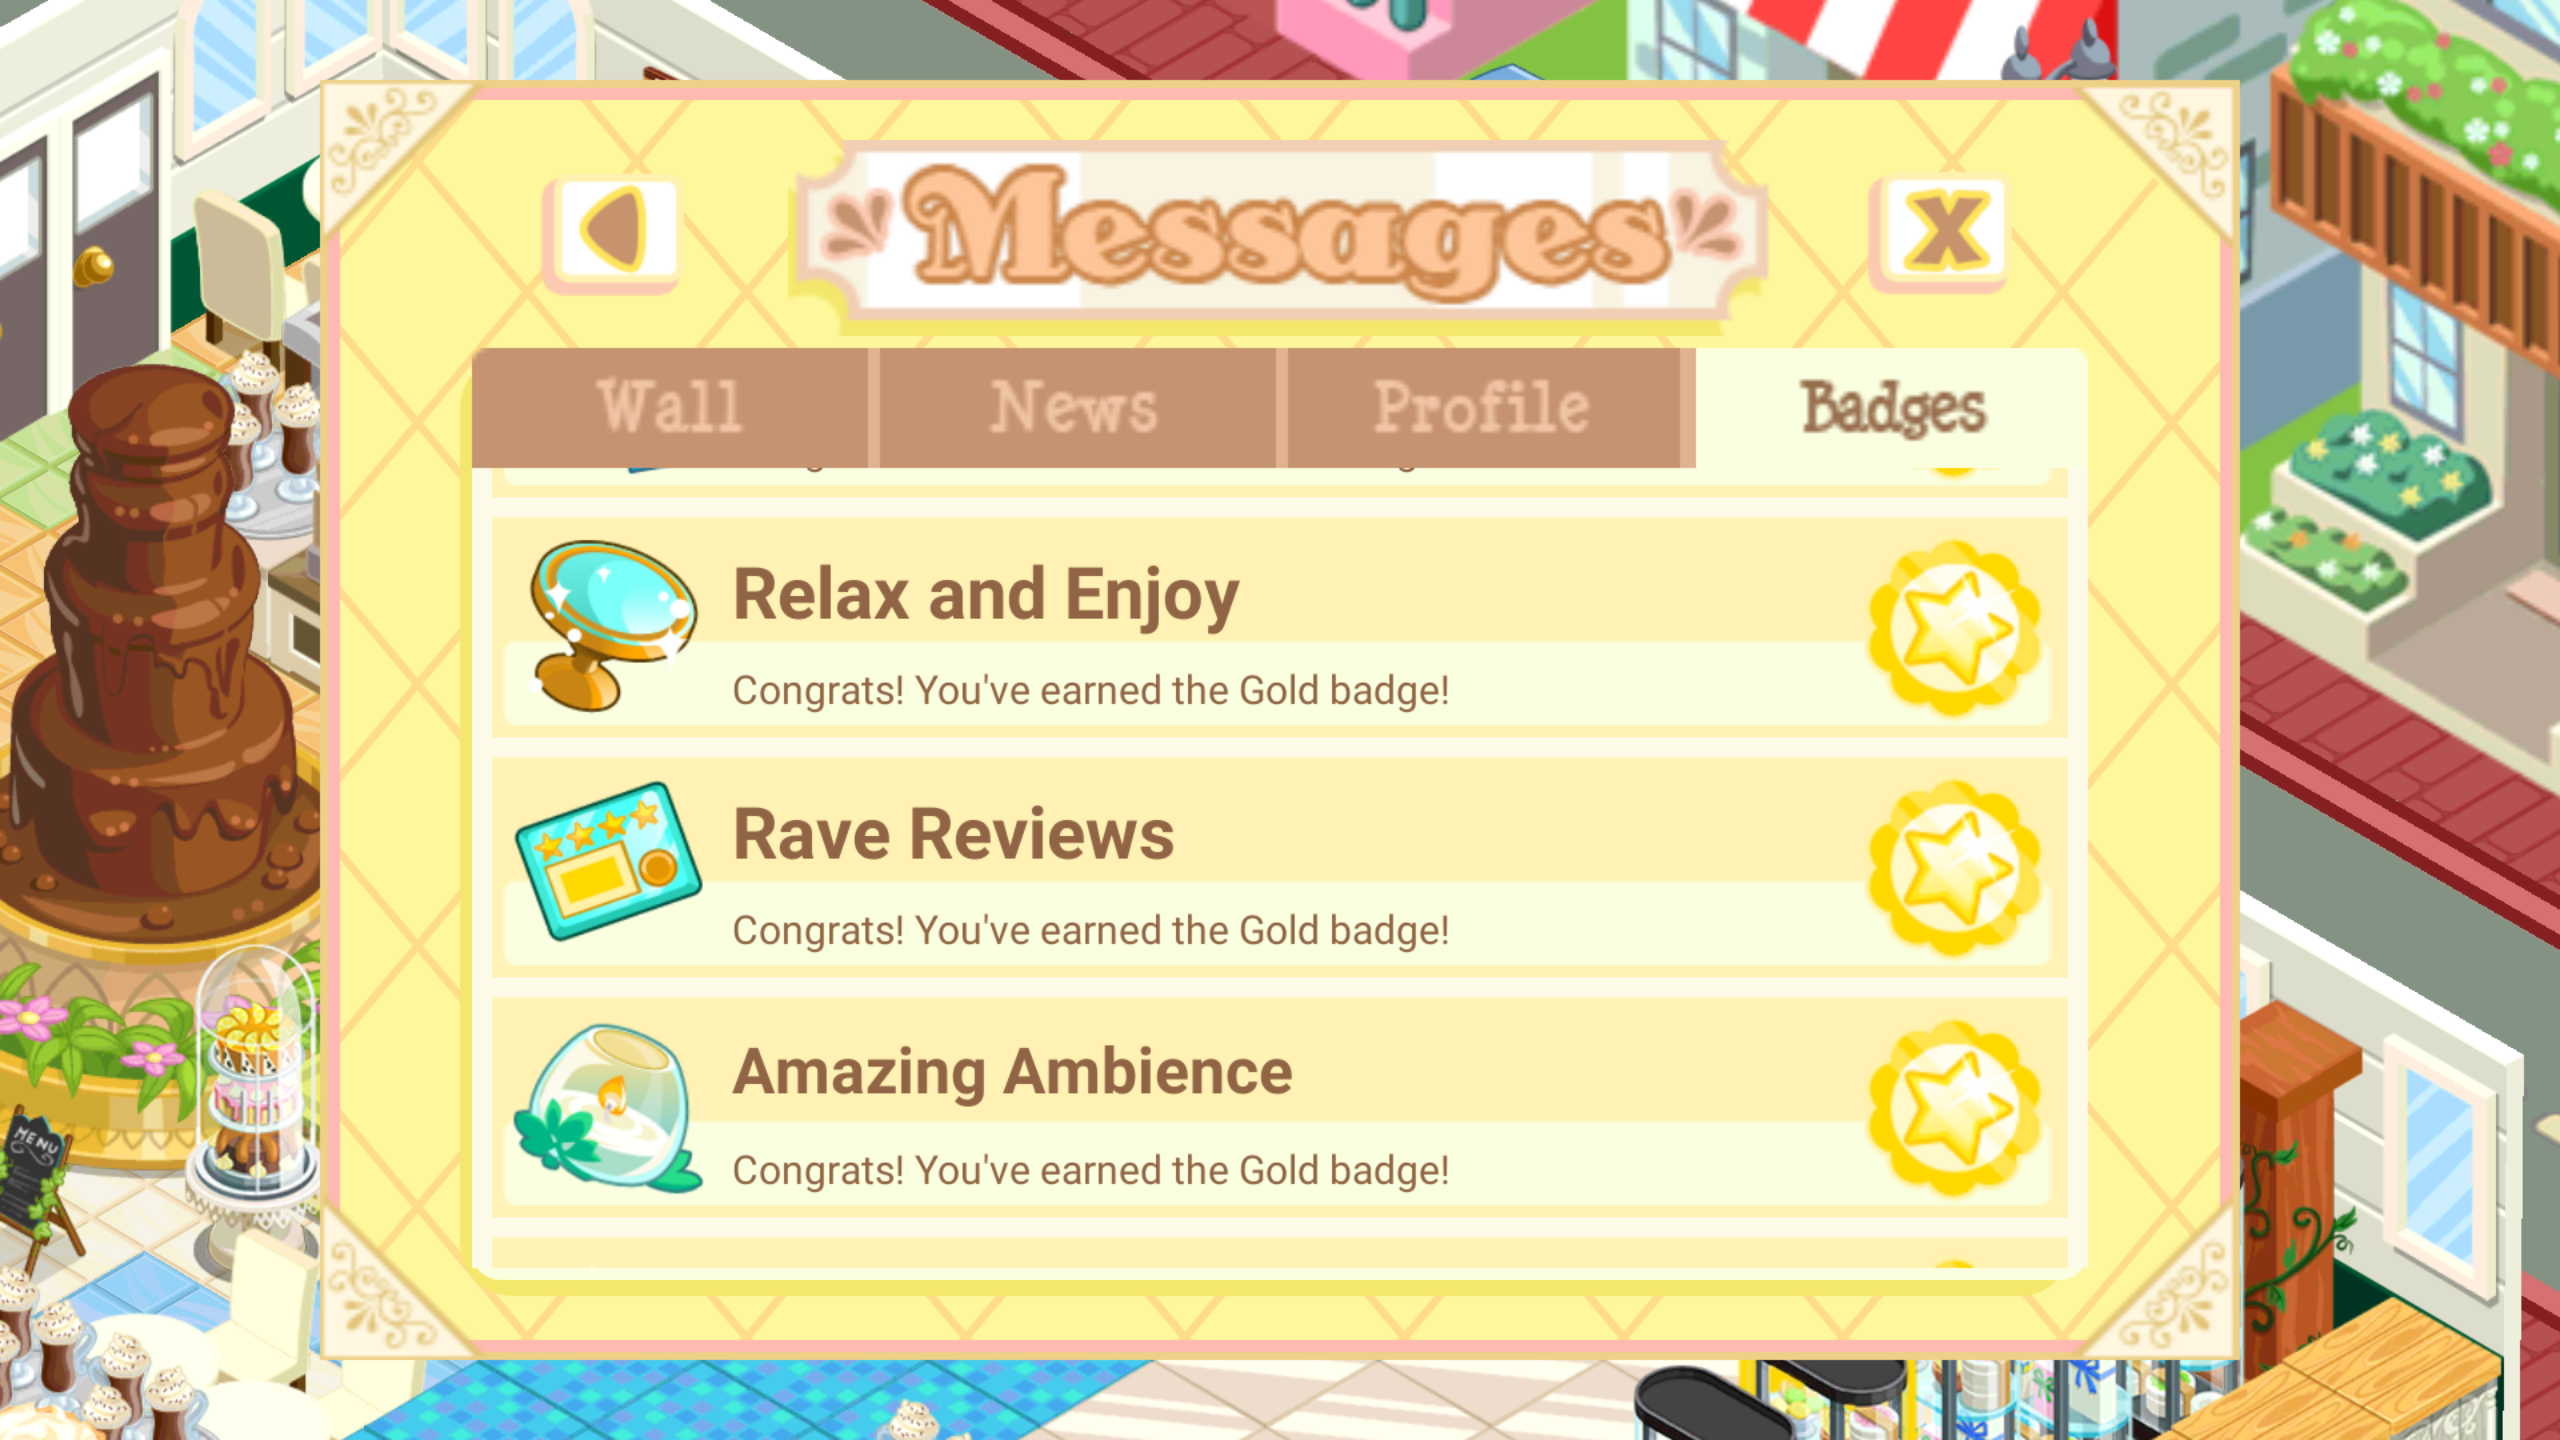 Messages
Wall
News
Profile
Badges
Relax and Enjoy
Congrats! You've earned the Gold badge!
Rave Reviews
Congrats! You've earned the Gold badge!
Amazing Ambience
Congrats! You've earned the Gold badge!
MENU